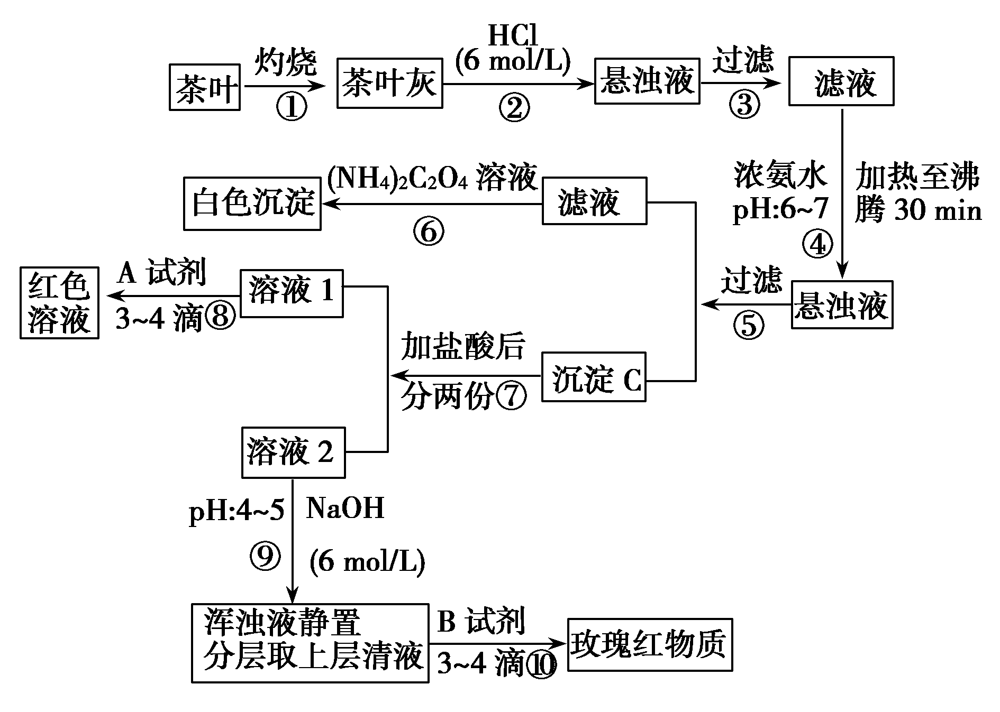 茶叶
灼烧
①
茶叶灰
HCl
(6 mol/L)
②
悬浊液
过滤
③
滤液
浓氨水
pH:6~7
④
加热至沸
腾 30 min
悬浊液
过滤
⑤
滤液
(NH₄)₂C₂O₄ 溶液
⑥
白色沉淀
沉淀 C
加盐酸后
分两份⑦
溶液 1
A 试剂
3~4 滴⑧
红色
溶液
溶液 2
pH:4~5
NaOH
⑨
(6 mol/L)
浑浊液静置
分层取上层清液
B 试剂
3~4 滴⑩
玫瑰红物质